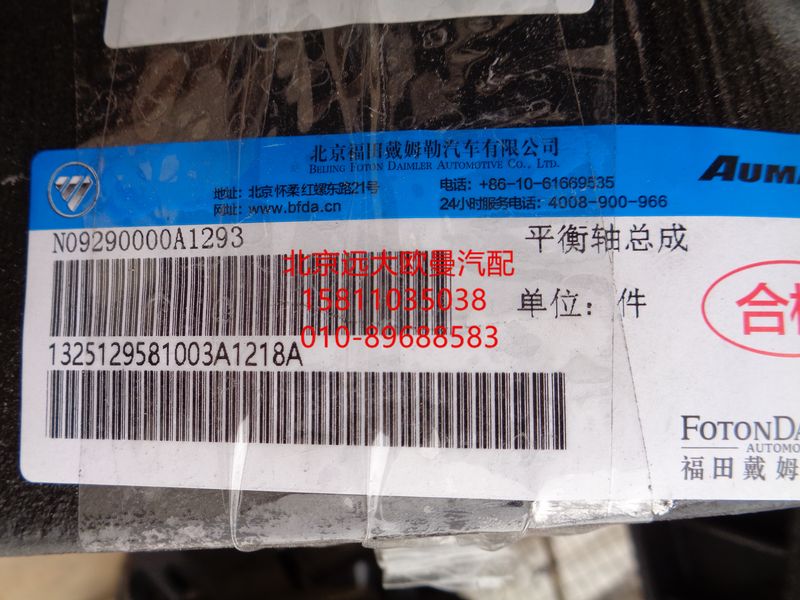 北京福田戴姆勒汽车有限公司
BEIJING FOTON DAIMLER AUTOMOTIVE CO., LTD.
地址：北京怀柔红螺东路21号
电话：+86-10-61669535
网址：www.bfda.cn
24小时服务电话：4008-900-966
AUMA
N09290000A1293
平衡轴总成
北京远大欧曼汽配
15811035038
单位：件
合格
010-89688583
1325129581003A1218A
FOTONDA
AUTOMO
福田戴姆